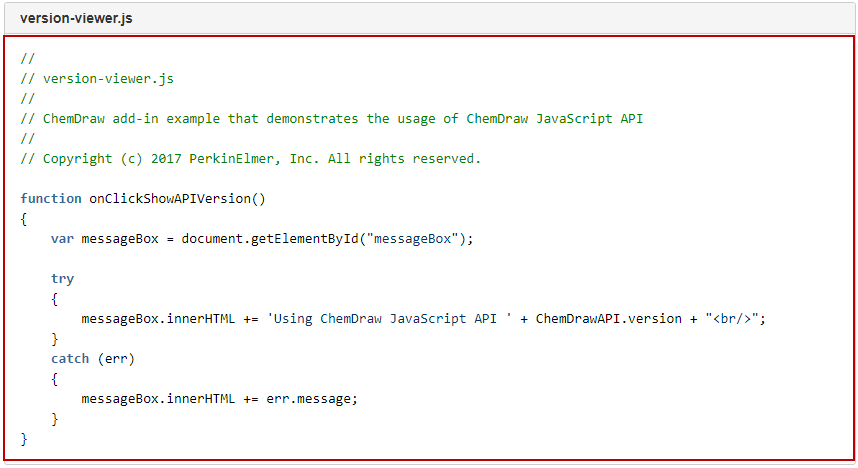 version-viewer.js
//
// version-viewer.js
//
// ChemDraw add-in example that demonstrates the usage of ChemDraw JavaScript API
//
// Copyright (c) 2017 PerkinElmer, Inc. All rights reserved.
function onClickShowAPIVersion()
{
    var messageBox = document.getElementById("messageBox");
    try
    {
        messageBox.innerHTML += 'Using ChemDraw JavaScript API ' + ChemDrawAPI.version + "<br/>";
    }
    catch (err)
    {
        messageBox.innerHTML += err.message;
    }
}